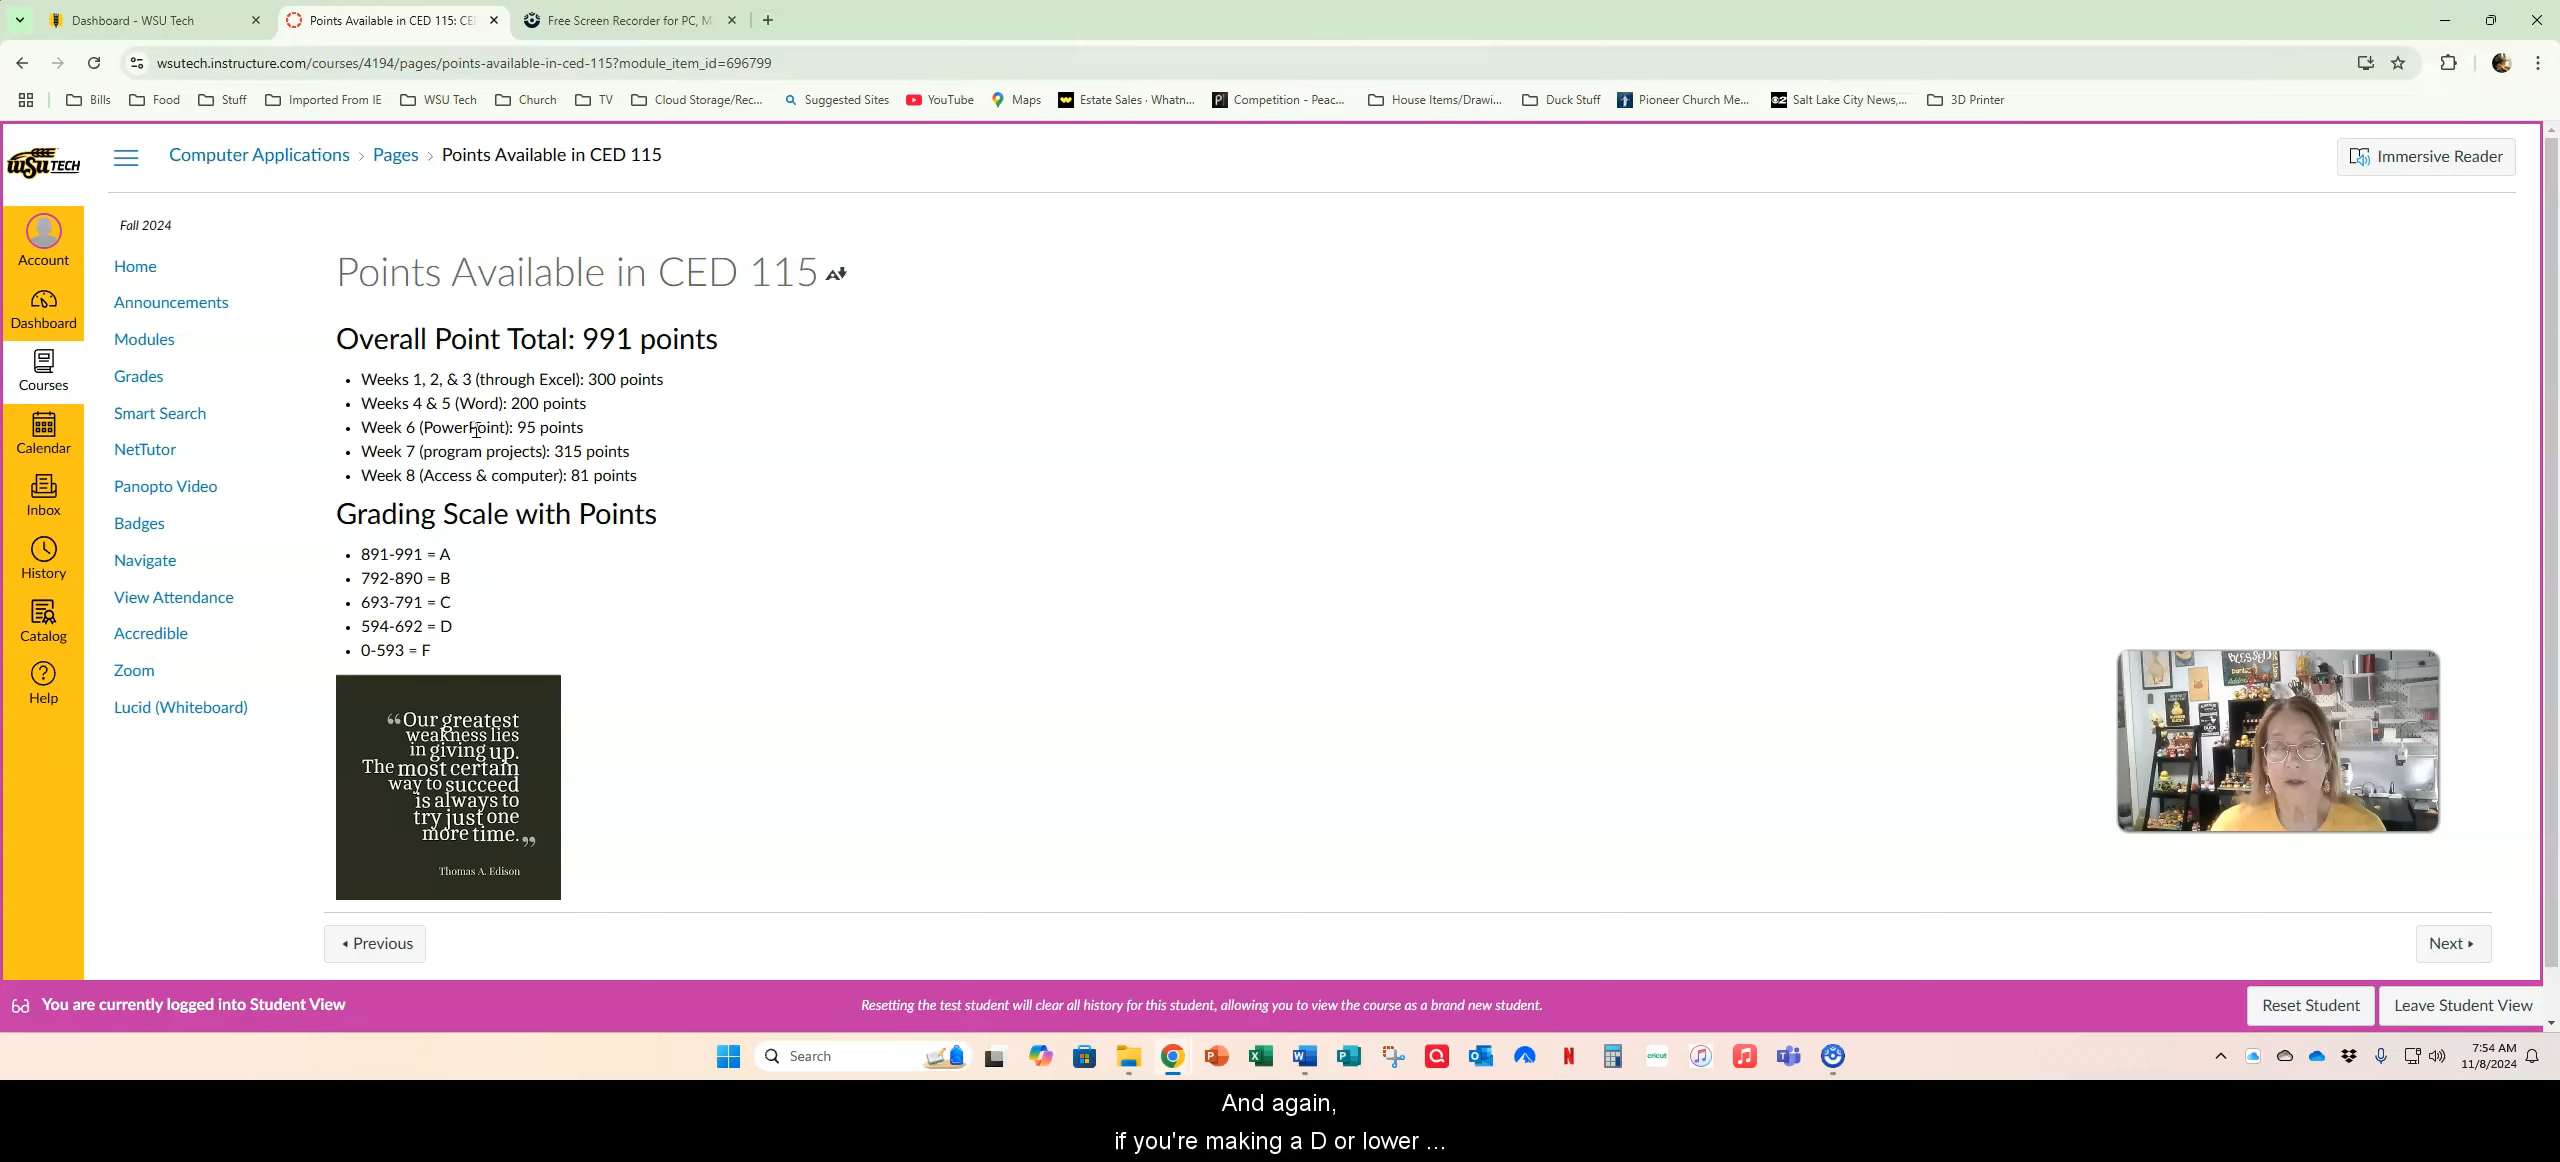 Dashboard - WSU Tech
Points Available in CED 115: CE
Free Screen Recorder for PC, M
wsutech.instructure.com/courses/4194/pages/points-available-in-ced-115?module_item_id=696799
Bills
Food
Stuff
Imported From IE
WSU Tech
Church
TV
Cloud Storage/Rec...
Suggested Sites
YouTube
Maps
Estate Sales · Whatn...
Competition - Peac...
House Items/Drawi...
Duck Stuff
Pioneer Church Me...
Salt Lake City News,...
3D Printer
WSU TECH
Computer Applications › Pages › Points Available in CED 115
Immersive Reader
Account
Dashboard
Courses
Calendar
Inbox
History
Catalog
Help
Fall 2024
Home
Announcements
Modules
Grades
Smart Search
NetTutor
Panopto Video
Badges
Navigate
View Attendance
Accredible
Zoom
Lucid (Whiteboard)
Points Available in CED 115
Overall Point Total: 991 points
• Weeks 1, 2, & 3 (through Excel): 300 points
• Weeks 4 & 5 (Word): 200 points
• Week 6 (PowerPoint): 95 points
• Week 7 (program projects): 315 points
• Week 8 (Access & computer): 81 points
Grading Scale with Points
• 891-991 = A
• 792-890 = B
• 693-791 = C
• 594-692 = D
• 0-593 = F
“Our greatest
weakness lies
in giving up.
The most certain
way to succeed
is always to
try just one
more time.”
Thomas A. Edison
BLESSED
Previous
Next
You are currently logged into Student View
Resetting the test student will clear all history for this student, allowing you to view the course as a brand new student.
Reset Student
Leave Student View
Search
cricut
7:54 AM
11/8/2024
And again,
if you're making a D or lower ...